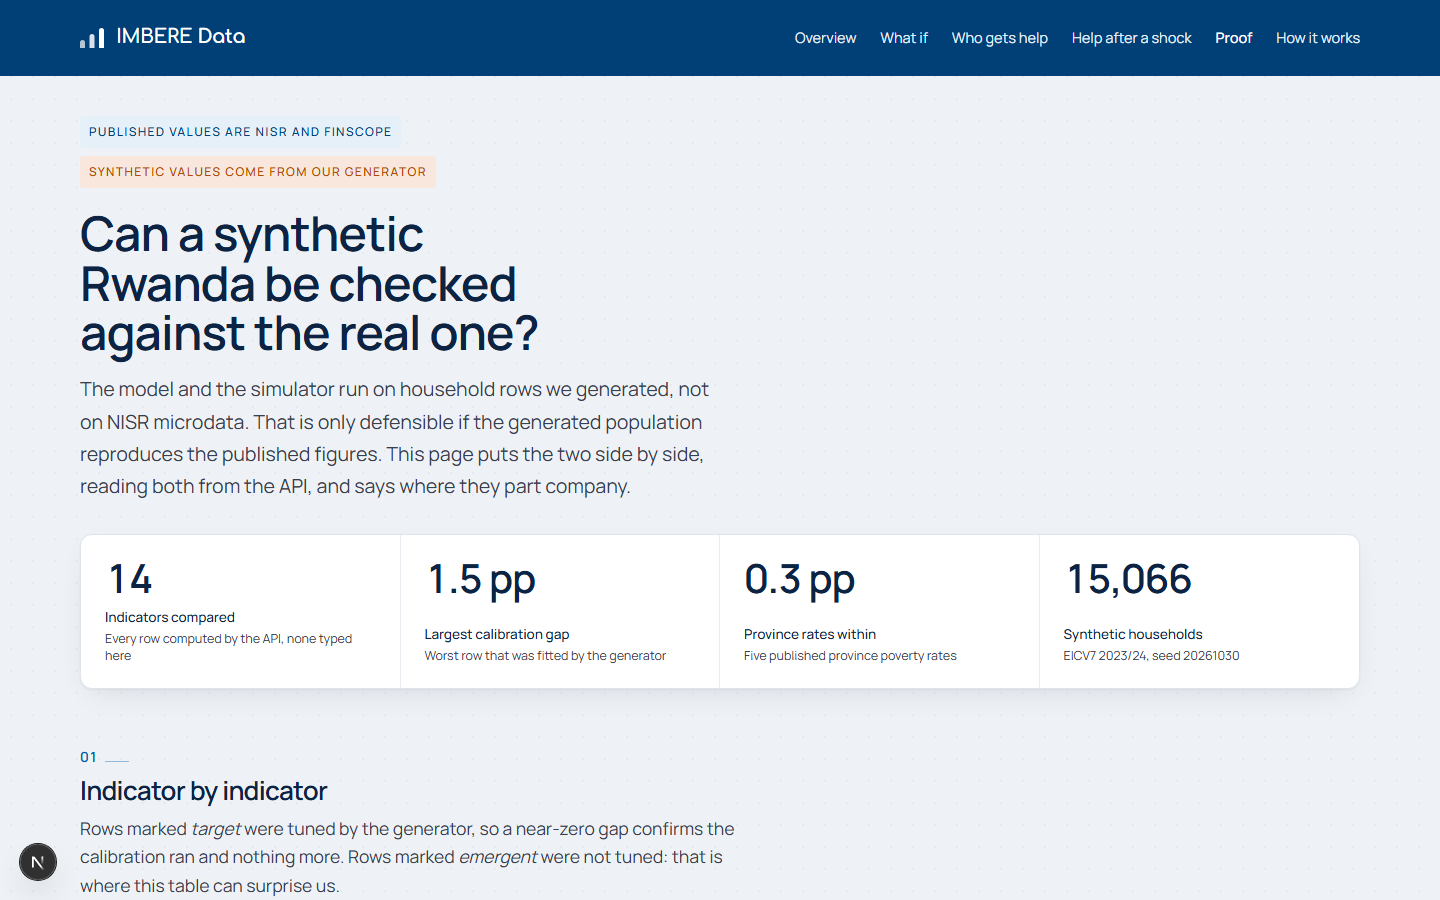 IMBERE Data
Overview What if Who gets help Help after a shock Proof How it works
PUBLISHED VALUES ARE NISR AND FINSCOPE
SYNTHETIC VALUES COME FROM OUR GENERATOR
Can a synthetic
Rwanda be checked
against the real one?
The model and the simulator run on household rows we generated, not
on NISR microdata. That is only defensible if the generated population
reproduces the published figures. This page puts the two side by side,
reading both from the API, and says where they part company.
14
Indicators compared
Every row computed by the API, none typed
here
1.5 pp
Largest calibration gap
Worst row that was fitted by the generator
0.3 pp
Province rates within
Five published province poverty rates
15,066
Synthetic households
EICV7 2023/24, seed 20261030
01
Indicator by indicator
Rows marked target were tuned by the generator, so a near-zero gap confirms the
calibration ran and nothing more. Rows marked emergent were not tuned: that is
where this table can surprise us.
N